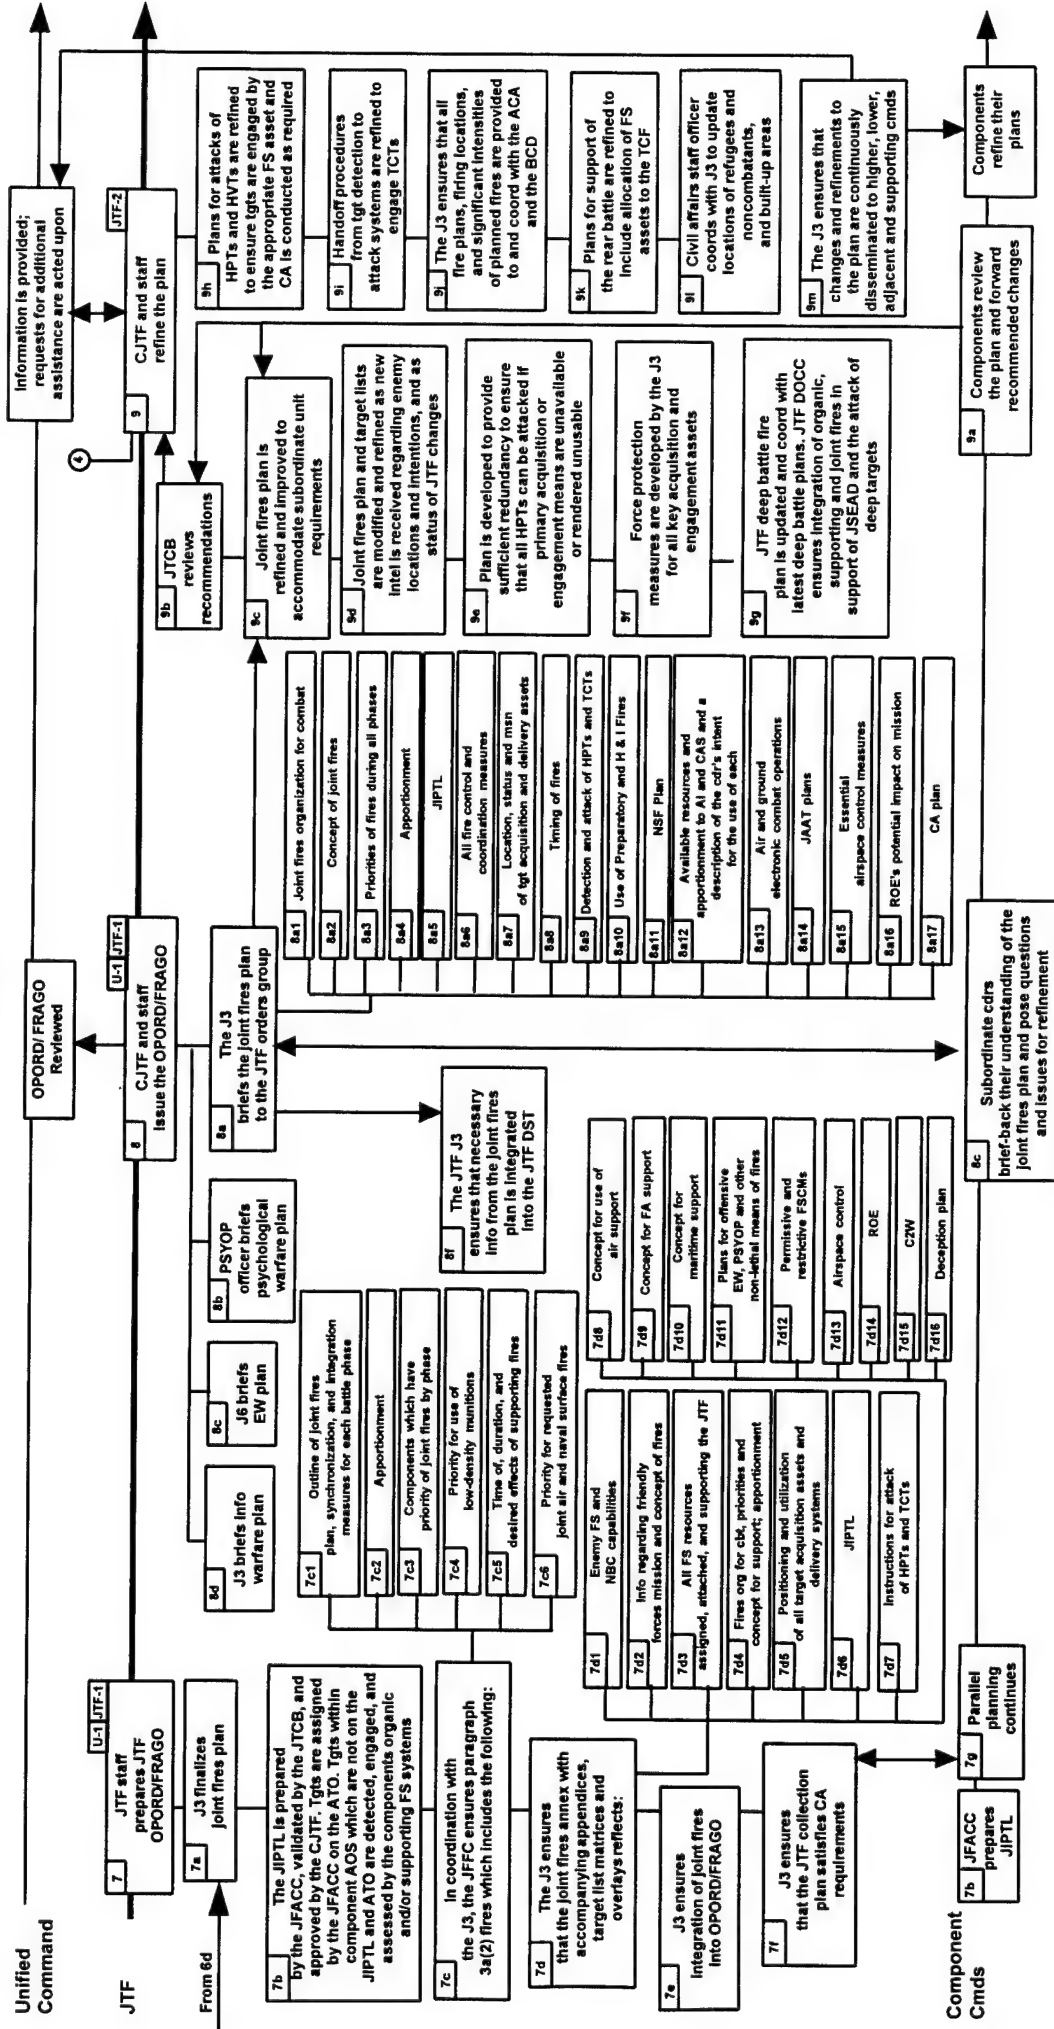 Unified
Command
OPORD/ FRAGO
Reviewed
Information is provided;
requests for additional
assistance are acted upon
JTF
U-1
JTF-1
7
JTF staff
prepares JTF
OPORD/FRAGO
From 6d
7a
J3 finalizes
joint fires plan
7b
The JIPTL is prepared
by the JFACC, validated by the JTCB, and
approved by the CJTF. Tgts are assigned
by the JFACC on the ATO. Tgts within
component AOS which are not on the
JIPTL and ATO are detected, engaged, and
assessed by the components organic
and/or supporting FS systems
7c
In coordination with
the J3, the JFFC ensures paragraph
3a(2) fires which includes the following:
7d
The J3 ensures
that the joint fires annex with
accompanying appendices,
target list matrices and
overlays reflects:
7e
J3 ensures
integration of joint fires
into OPORD/FRAGO
7f
J3 ensures
that the JTF collection
plan satisfies CA
requirements
7c1
Outline of joint fires
plan, synchronization, and integration
measures for each battle phase
7c2
Apportionment
7c3
Components which have
priority of joint fires by phase
7c4
Priority for use of
low-density munitions
7c5
Time of, duration, and
desired effects of supporting fires
7c6
Priority for requested
joint air and naval surface fires
7d1
Enemy FS and
NBC capabilities
7d2
Info regarding friendly
forces mission and concept of fires
7d3
All FS resources
assigned, attached, and supporting the JTF
7d4
Fires org for cbt, priorities and
concept for support; apportionment
7d5
Positioning and utilization
of all target acquisition assets and
delivery systems
7d6
JIPTL
7d7
Instructions for attack
of HPTs and TCTs
7d8
Concept for use of
air support
7d9
Concept for FA support
7d10
Concept for
maritime support
7d11
Plans for offensive
EW, PSYOP and other
non-lethal means of fires
7d12
Permissive and
restrictive FSCMs
7d13
Airspace control
7d14
ROE
7d15
C2W
7d16
Deception plan
U-1
JTF-1
8
CJTF and staff
issue the OPORD/FRAGO
8d
J3 briefs info
warfare plan
8c
J6 briefs
EW plan
8b
PSYOP
officer briefs
psychological
warfare plan
8a
The J3
briefs the joint fires plan
to the JTF orders group
8f
The JTF J3
ensures that necessary
info from the joint fires
plan is integrated
into the JTF DST
8a1
Joint fires organization for combat
8a2
Concept of joint fires
8a3
Priorities of fires during all phases
8a4
Apportionment
8a5
JIPTL
8a6
All fire control and
coordination measures
8a7
Location, status and msn
of tgt acquisition and delivery assets
8a8
Timing of fires
8a9
Detection and attack of HPTs and TCTs
8a10
Use of Preparatory and H & I Fires
8a11
NSF Plan
8a12
Available resources and
apportionment to AI and CAS and a
description of the cdr's intent
for the use of each
8a13
Air and ground
electronic combat operations
8a14
JAAT plans
8a15
Essential
airspace control measures
8a16
ROE's potential impact on mission
8a17
CA plan
4
JTF-2
9
CJTF and staff
refine the plan
9b
JTCB
reviews
recommendations
9c
Joint fires plan is
refined and improved to
accommodate subordinate unit
requirements
9d
Joint fires plan and target lists
are modified and refined as new
intel is received regarding enemy
locations and intentions, and as
status of JTF changes
9e
Plan is developed to provide
sufficient redundancy to ensure
that all HPTs can be attacked if
primary acquisition or
engagement means are unavailable
or rendered unusable
9f
Force protection
measures are developed by the J3
for all key acquisition and
engagement assets
9g
JTF deep battle fire
plan is updated and coord with
latest deep battle plans. JTF DOCC
ensures integration of organic,
supporting and joint fires in
support of JSEAD and the attack of
deep targets
9h
Plans for attacks of
HPTs and HVTs are refined
to ensure tgts are engaged by
the appropriate FS asset and
CA is conducted as required
9i
Handoff procedures
from tgt detection to
attack systems are refined to
engage TCTs
9j
The J3 ensures that all
fire plans, firing locations,
and significant intensities
of planned fires are provided
to and coord with the ACA
and the BCD
9k
Plans for support of
the rear battle are refined to
include allocation of FS
assets to the TCF
9l
Civil affairs staff officer
coords with J3 to update
locations of refugees and
noncombatants,
and built-up areas
9m
The J3 ensures that
changes and refinements to
the plan are continuously
disseminated to higher, lower,
adjacent and supporting cmds
Component
Cmds
7b
JFACC
prepares
JIPTL
7g
Parallel
planning
continues
8c
Subordinate cdrs
brief-back their understanding of the
joint fires plan and pose questions
and issues for refinement
9a
Components review
the plan and forward
recommended changes
Components
refine their
plans